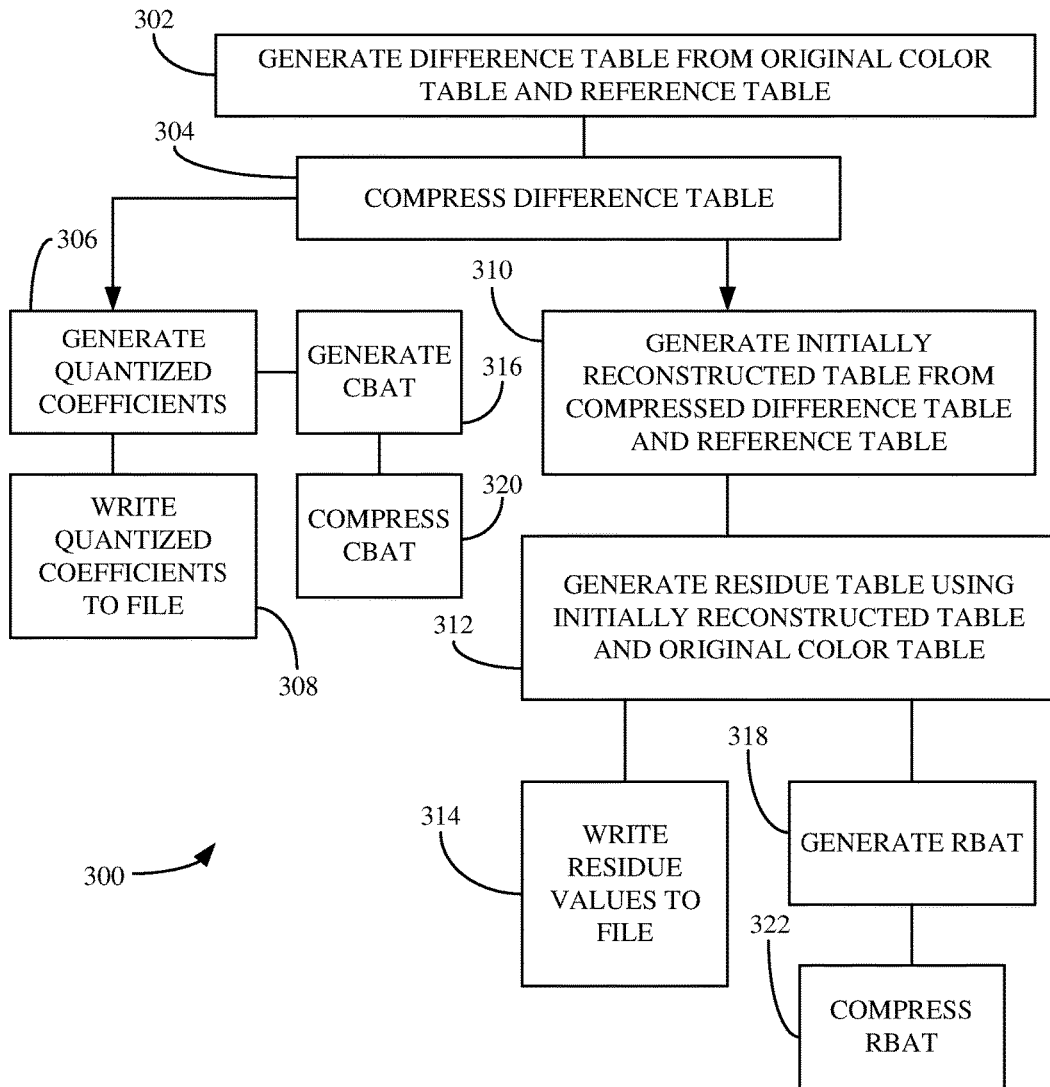 302
GENERATE DIFFERENCE TABLE FROM ORIGINAL COLOR
TABLE AND REFERENCE TABLE
304
COMPRESS DIFFERENCE TABLE
306
GENERATE
QUANTIZED
COEFFICIENTS
GENERATE
CBAT
316
310
GENERATE INITIALLY
RECONSTRUCTED TABLE FROM
COMPRESSED DIFFERENCE TABLE
AND REFERENCE TABLE
WRITE
QUANTIZED
COEFFICIENTS
TO FILE
308
COMPRESS
CBAT
320
312
GENERATE RESIDUE TABLE USING
INITIALLY RECONSTRUCTED TABLE
AND ORIGINAL COLOR TABLE
314
WRITE
RESIDUE
VALUES TO
FILE
318
GENERATE RBAT
300
322
COMPRESS
RBAT